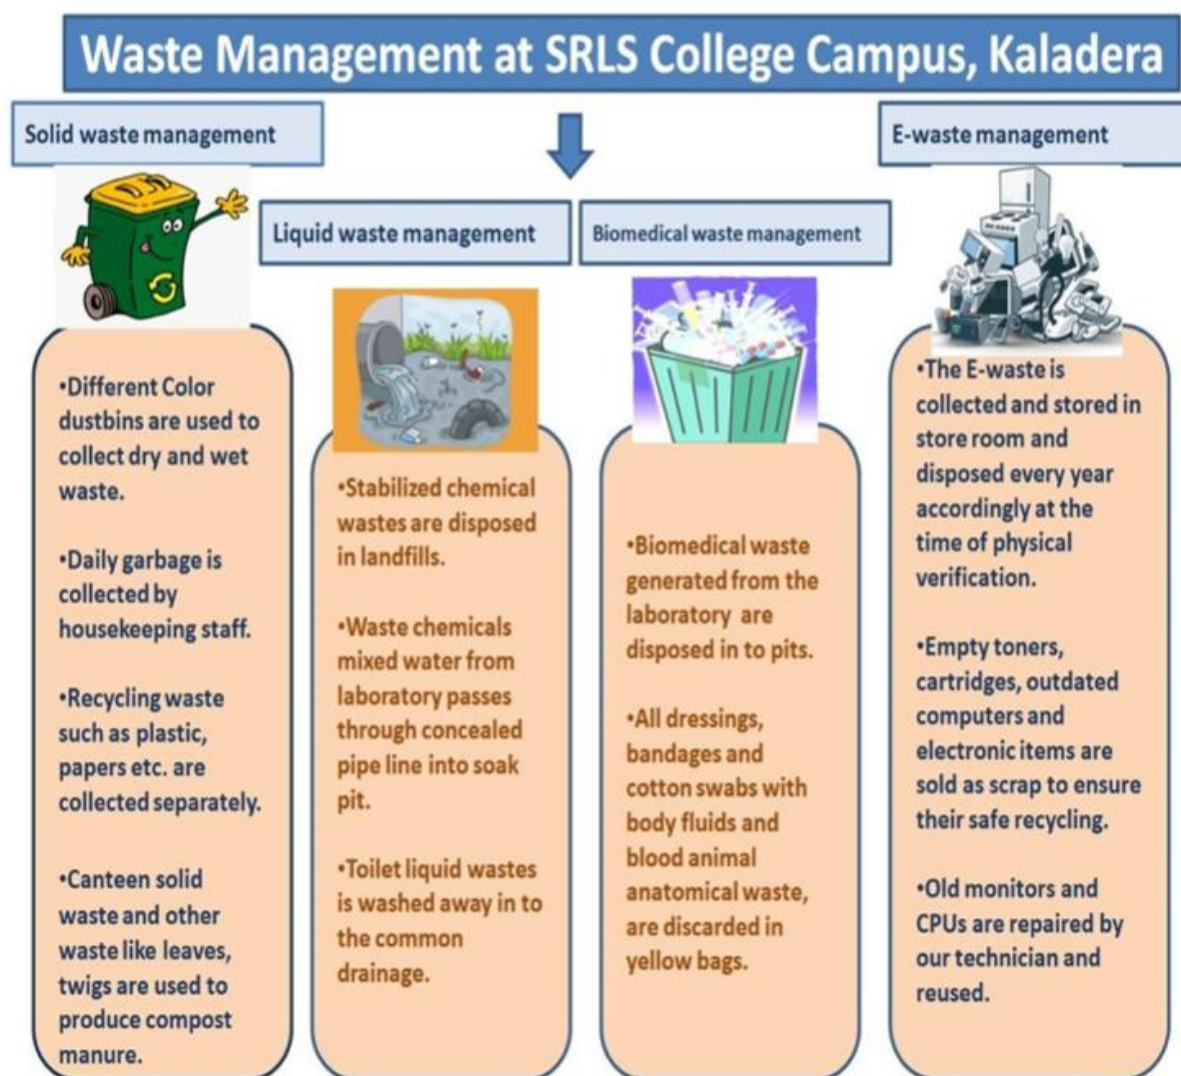 Waste Management at SRLS College Campus, Kaladera
Solid waste management
•Different Color
dustbins are used to
collect dry and wet
waste.
•Daily garbage is
collected by
housekeeping staff.
•Recycling waste
such as plastic,
papers etc. are
collected separately.
•Canteen solid
waste and other
waste like leaves,
twigs are used to
produce compost
manure.
Liquid waste management
•Stabilized chemical
wastes are disposed
in landfills.
•Waste chemicals
mixed water from
laboratory passes
through concealed
pipe line into soak
pit.
•Toilet liquid wastes
is washed away in to
the common
drainage.
Biomedical waste management
•Biomedical waste
generated from the
laboratory are
disposed in to pits.
•All dressings,
bandages and
cotton swabs with
body fluids and
blood animal
anatomical waste,
are discarded in
yellow bags.
E-waste management
•The E-waste is
collected and stored in
store room and
disposed every year
accordingly at the
time of physical
verification.
•Empty toners,
cartridges, outdated
computers and
electronic items are
sold as scrap to ensure
their safe recycling.
•Old monitors and
CPUs are repaired by
our technician and
reused.